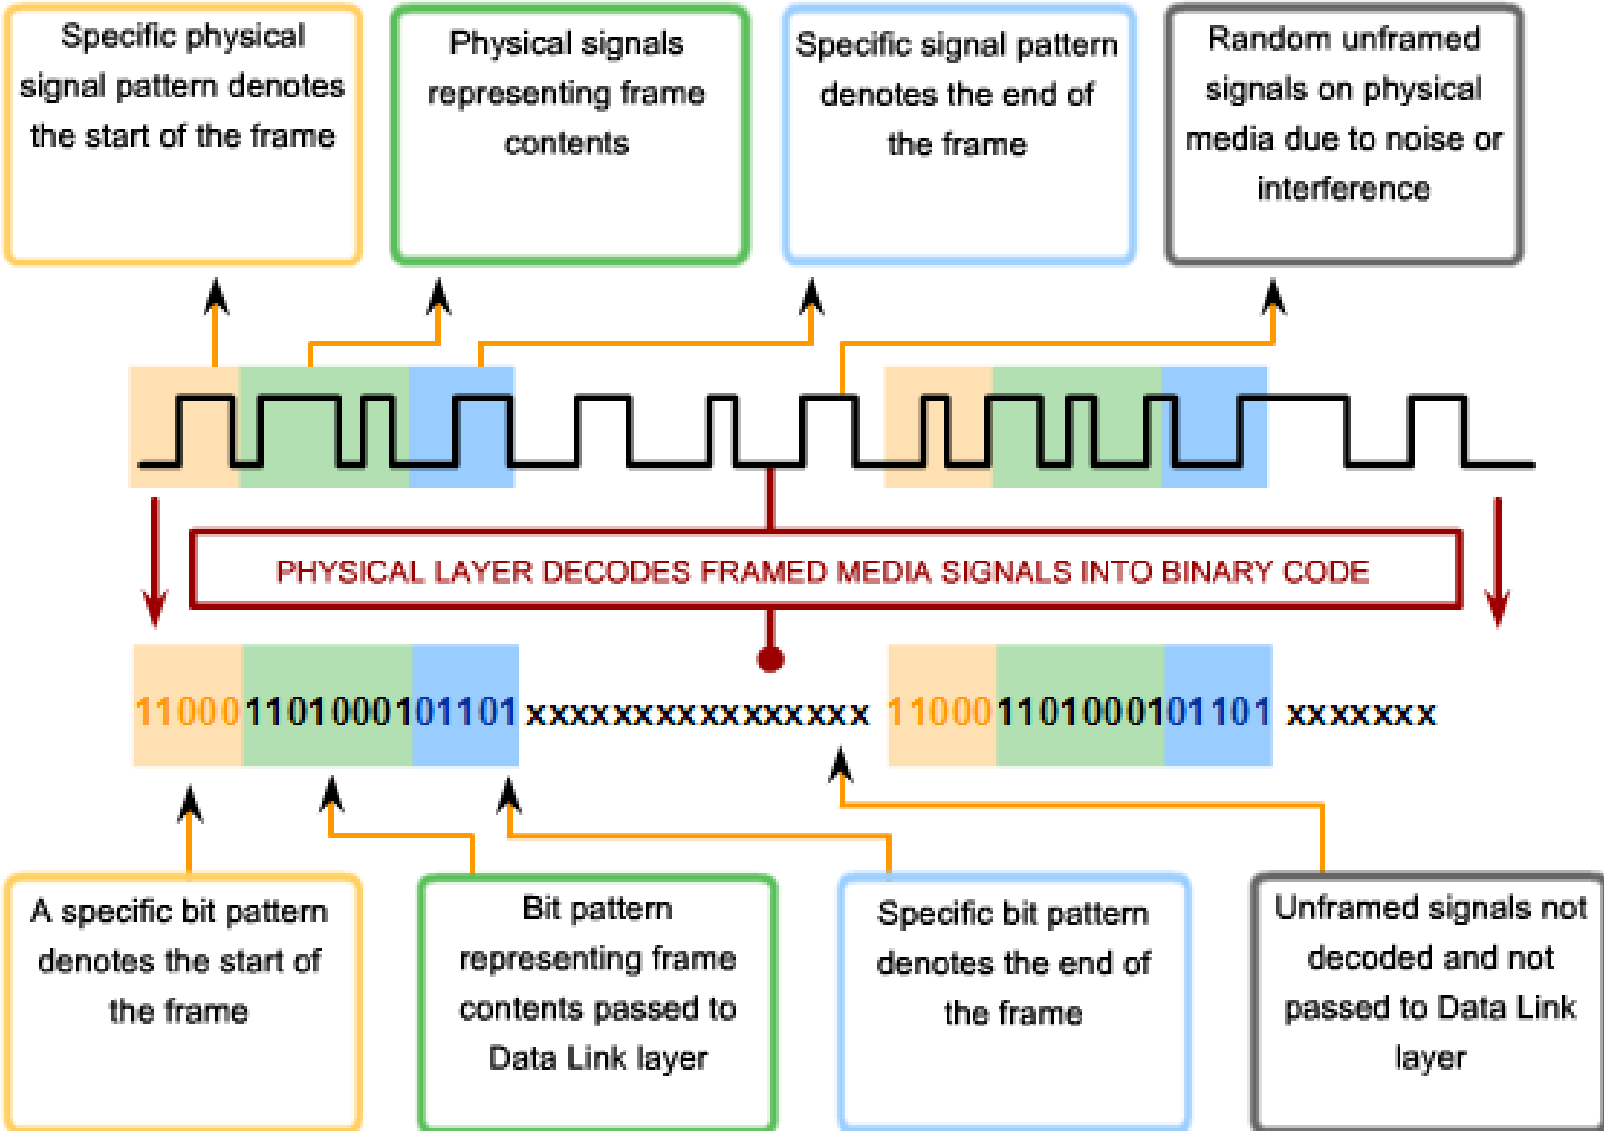 Specific physical
signal pattern denotes
the start of the frame
Physical signals
representing frame
contents
Specific signal pattern
denotes the end of
the frame
Random unframed
signals on physical
media due to noise or
interference
PHYSICAL LAYER DECODES FRAMED MEDIA SIGNALS INTO BINARY CODE
110001101000101101 xxxxxxxxxxxxxxxx 110001101000101101 xxxxxxx
A specific bit pattern
denotes the start of
the frame
Bit pattern
representing frame
contents passed to
Data Link layer
Specific bit pattern
denotes the end of
the frame
Unframed signals not
decoded and not
passed to Data Link
layer